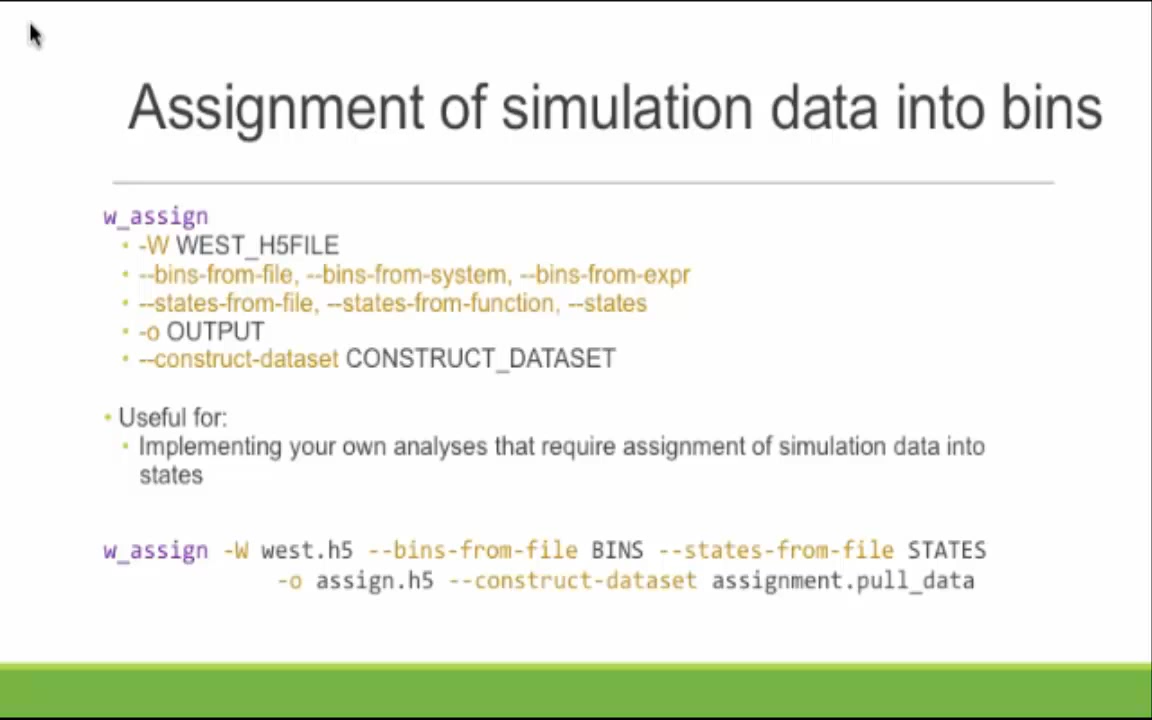 Assignment of simulation data into bins
w_assign
• -W WEST_H5FILE
• --bins-from-file, --bins-from-system, --bins-from-expr
• --states-from-file, --states-from-function, --states
• -o OUTPUT
• --construct-dataset CONSTRUCT_DATASET
• Useful for:
• Implementing your own analyses that require assignment of simulation data into
states
w_assign -W west.h5 --bins-from-file BINS --states-from-file STATES
-o assign.h5 --construct-dataset assignment.pull_data